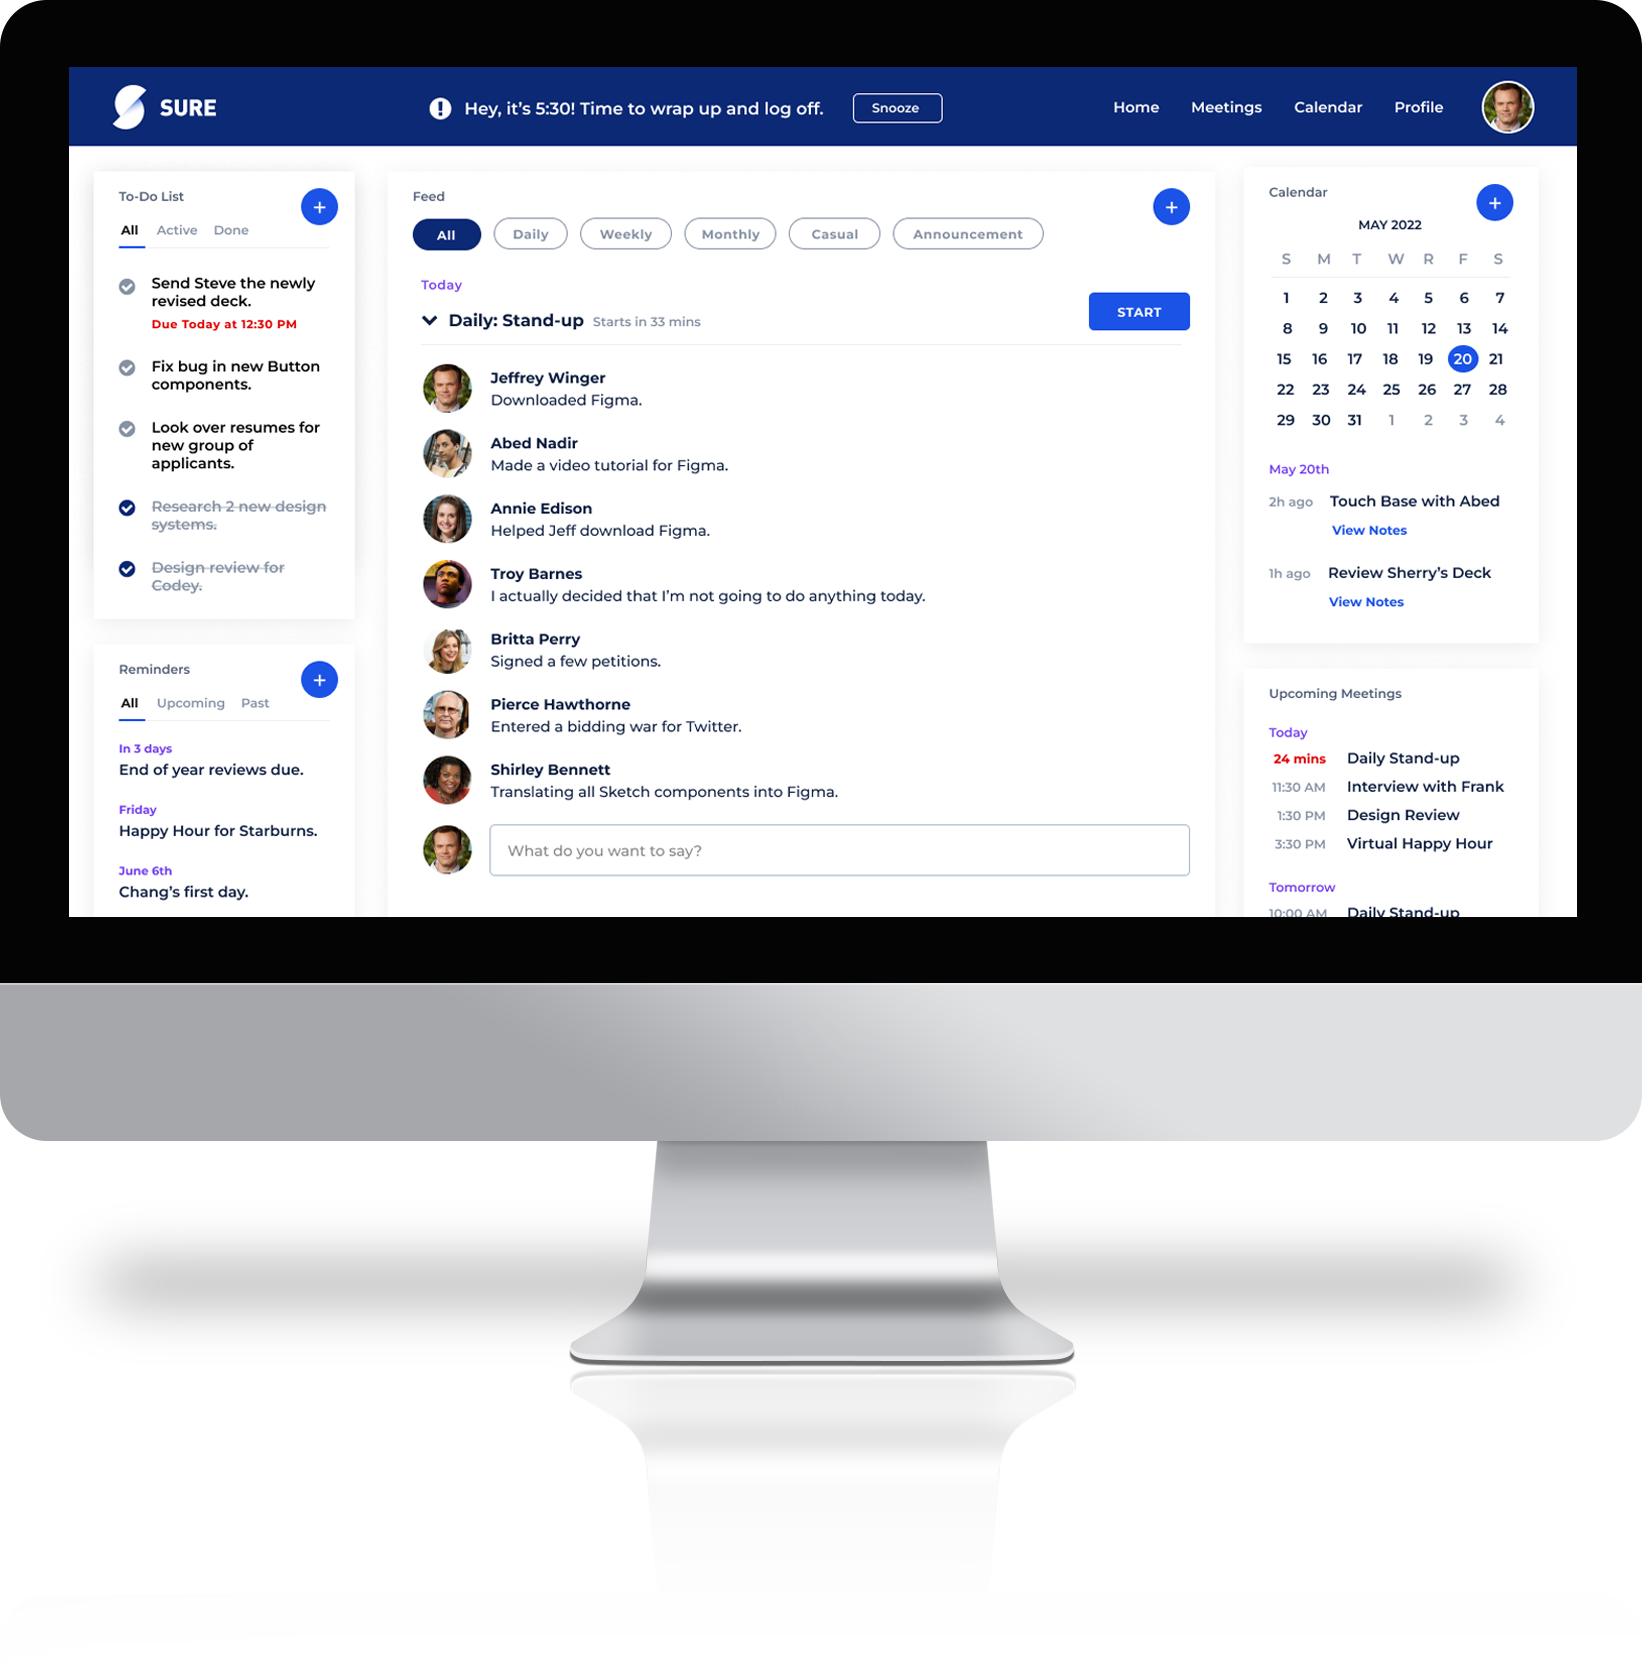 SURE
Hey, it's 5:30! Time to wrap up and log off.
Snooze
Home
Meetings
Calendar
Profile
To-Do List
All
Active
Done
Send Steve the newly
revised deck.
Due Today at 12:30 PM
Fix bug in new Button
components.
Look over resumes for
new group of
applicants.
Research 2 new design
systems.
Design review for
Codey.
Reminders
All
Upcoming
Past
In 3 days
End of year reviews due.
Friday
Happy Hour for Starburns.
June 6th
Chang's first day.
Feed
All
Daily
Weekly
Monthly
Casual
Announcement
Today
Daily: Stand-up Starts in 33 mins
START
Jeffrey Winger
Downloaded Figma.
Abed Nadir
Made a video tutorial for Figma.
Annie Edison
Helped Jeff download Figma.
Troy Barnes
I actually decided that I'm not going to do anything today.
Britta Perry
Signed a few petitions.
Pierce Hawthorne
Entered a bidding war for Twitter.
Shirley Bennett
Translating all Sketch components into Figma.
What do you want to say?
Calendar
MAY 2022
S M T W R F S
1 2 3 4 5 6 7
8 9 10 11 12 13 14
15 16 17 18 19 20 21
22 23 24 25 26 27 28
29 30 31 1 2 3 4
May 20th
2h ago Touch Base with Abed
View Notes
1h ago Review Sherry's Deck
View Notes
Upcoming Meetings
Today
24 mins Daily Stand-up
11:30 AM Interview with Frank
1:30 PM Design Review
3:30 PM Virtual Happy Hour
Tomorrow
10:00 AM Daily Stand-up